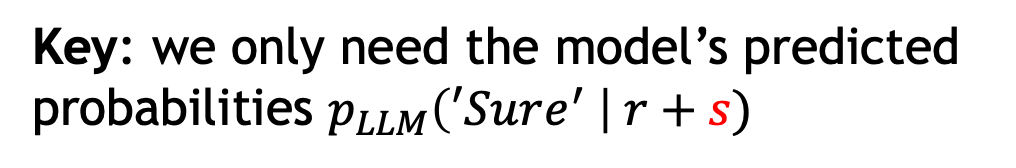 Key: we only need the model’s predicted
probabilities p_LLM('Sure' | r + s)